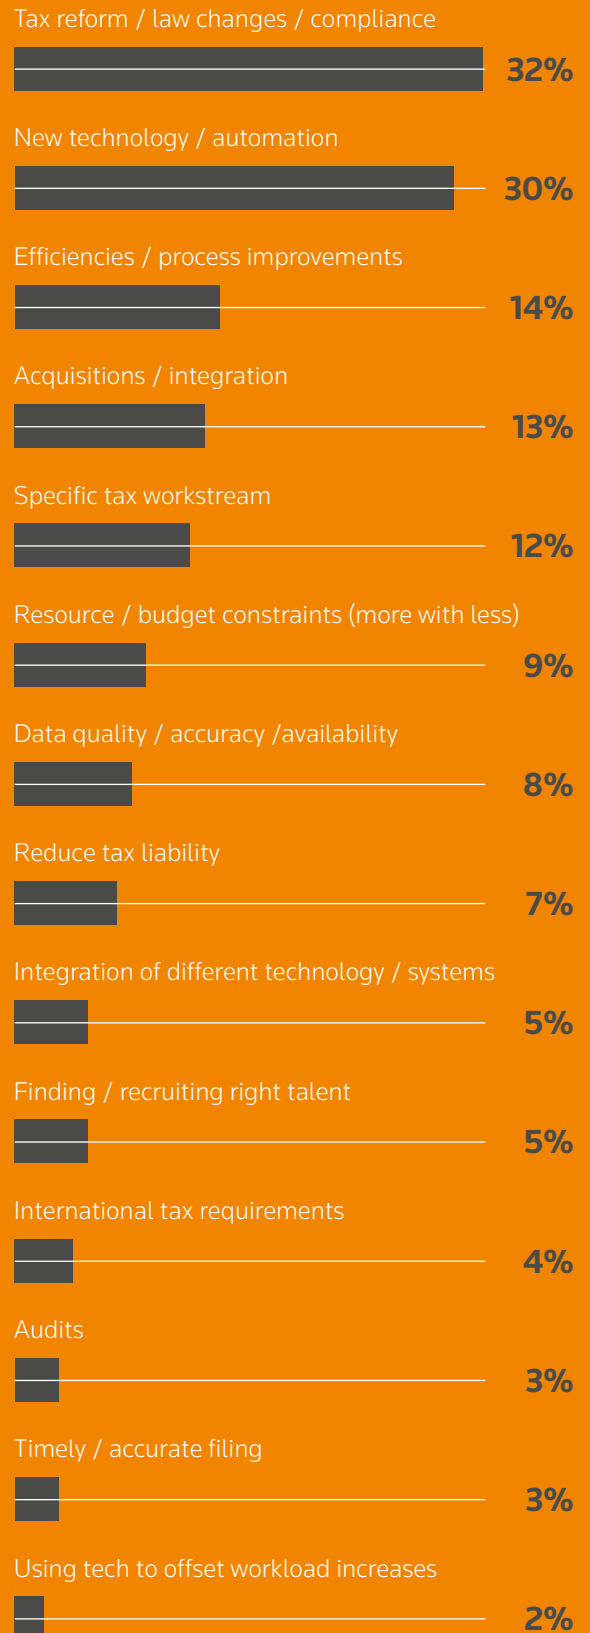 Tax reform / law changes / compliance
32%
New technology / automation
30%
Efficiencies / process improvements
14%
Acquisitions / integration
13%
Specific tax workstream
12%
Resource / budget constraints (more with less)
9%
Data quality / accuracy /availability
8%
Reduce tax liability
7%
Integration of different technology / systems
5%
Finding / recruiting right talent
5%
International tax requirements
4%
Audits
3%
Timely / accurate filing
3%
Using tech to offset workload increases
2%